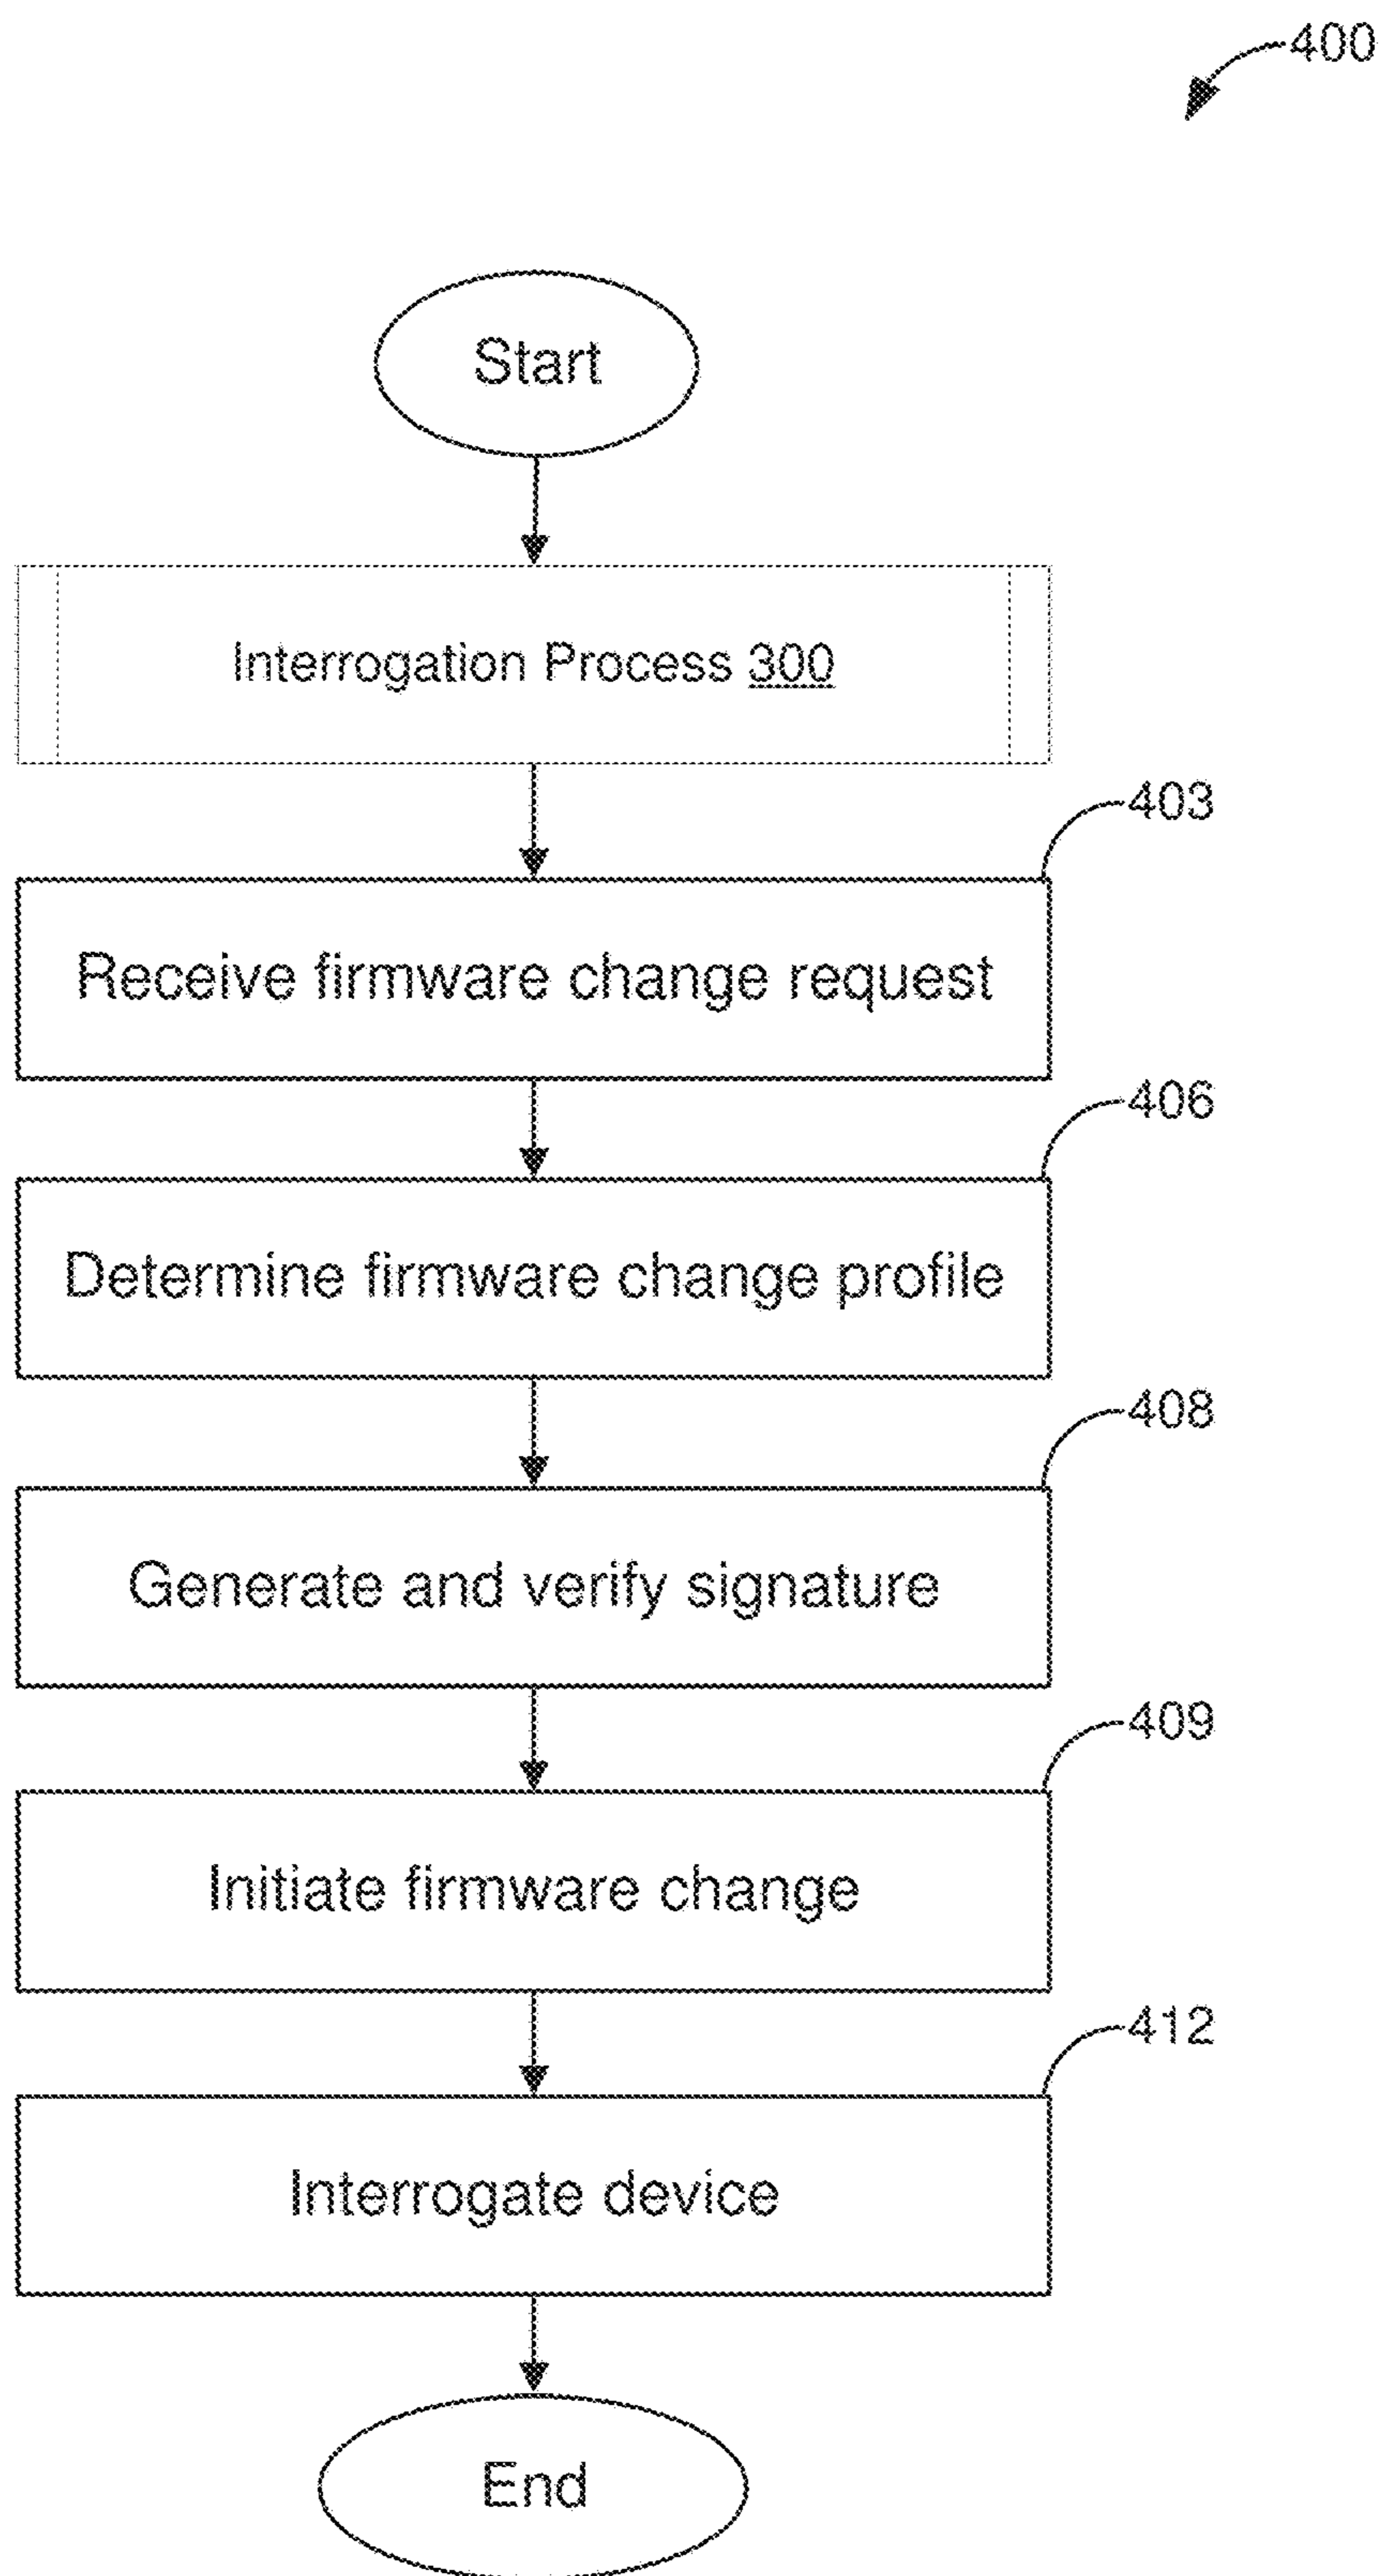 400
Start
Interrogation Process 300
403
Receive firmware change request
406
Determine firmware change profile
408
Generate and verify signature
409
Initiate firmware change
412
Interrogate device
End